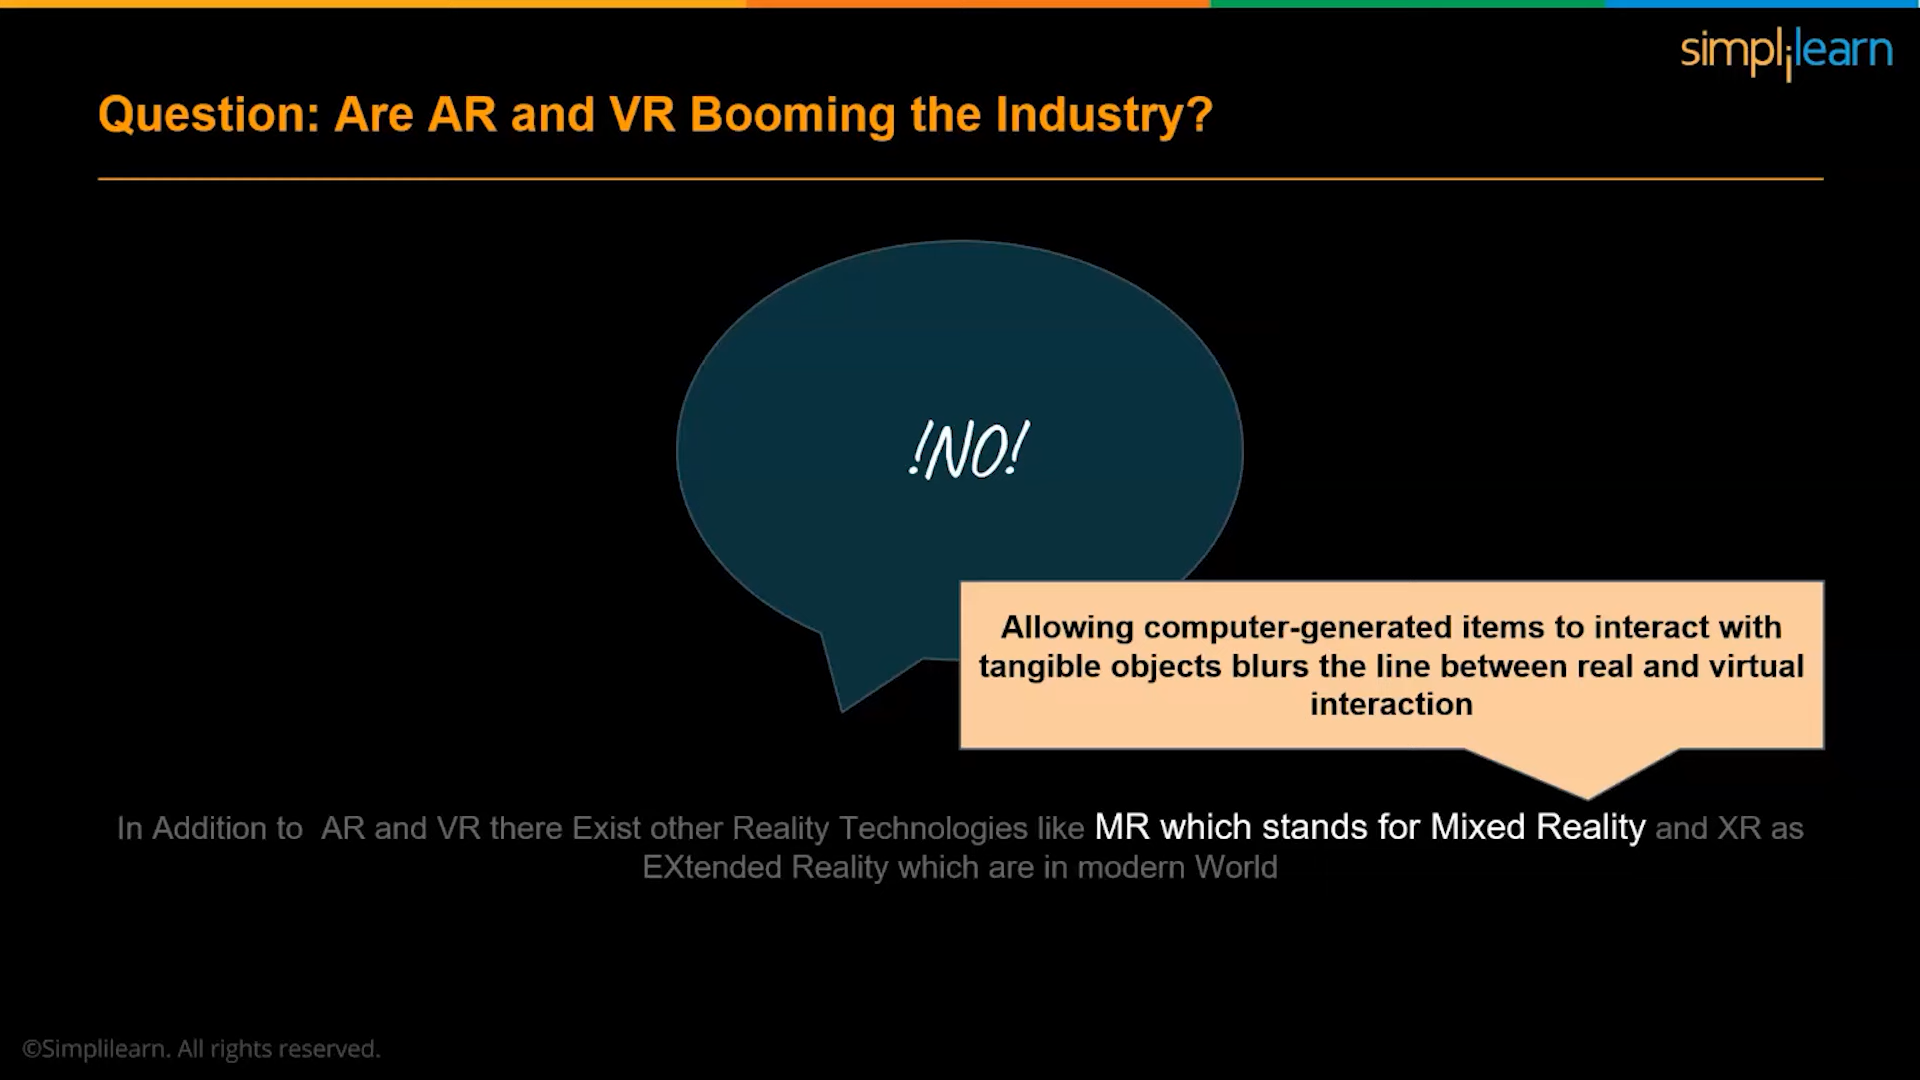 simplilearn
Question: Are AR and VR Booming the Industry?
!NO!
Allowing computer-generated items to interact with
tangible objects blurs the line between real and virtual
interaction
In Addition to AR and VR there Exist other Reality Technologies like MR which stands for Mixed Reality and XR as
EXtended Reality which are in modern World
©Simplilearn. All rights reserved.